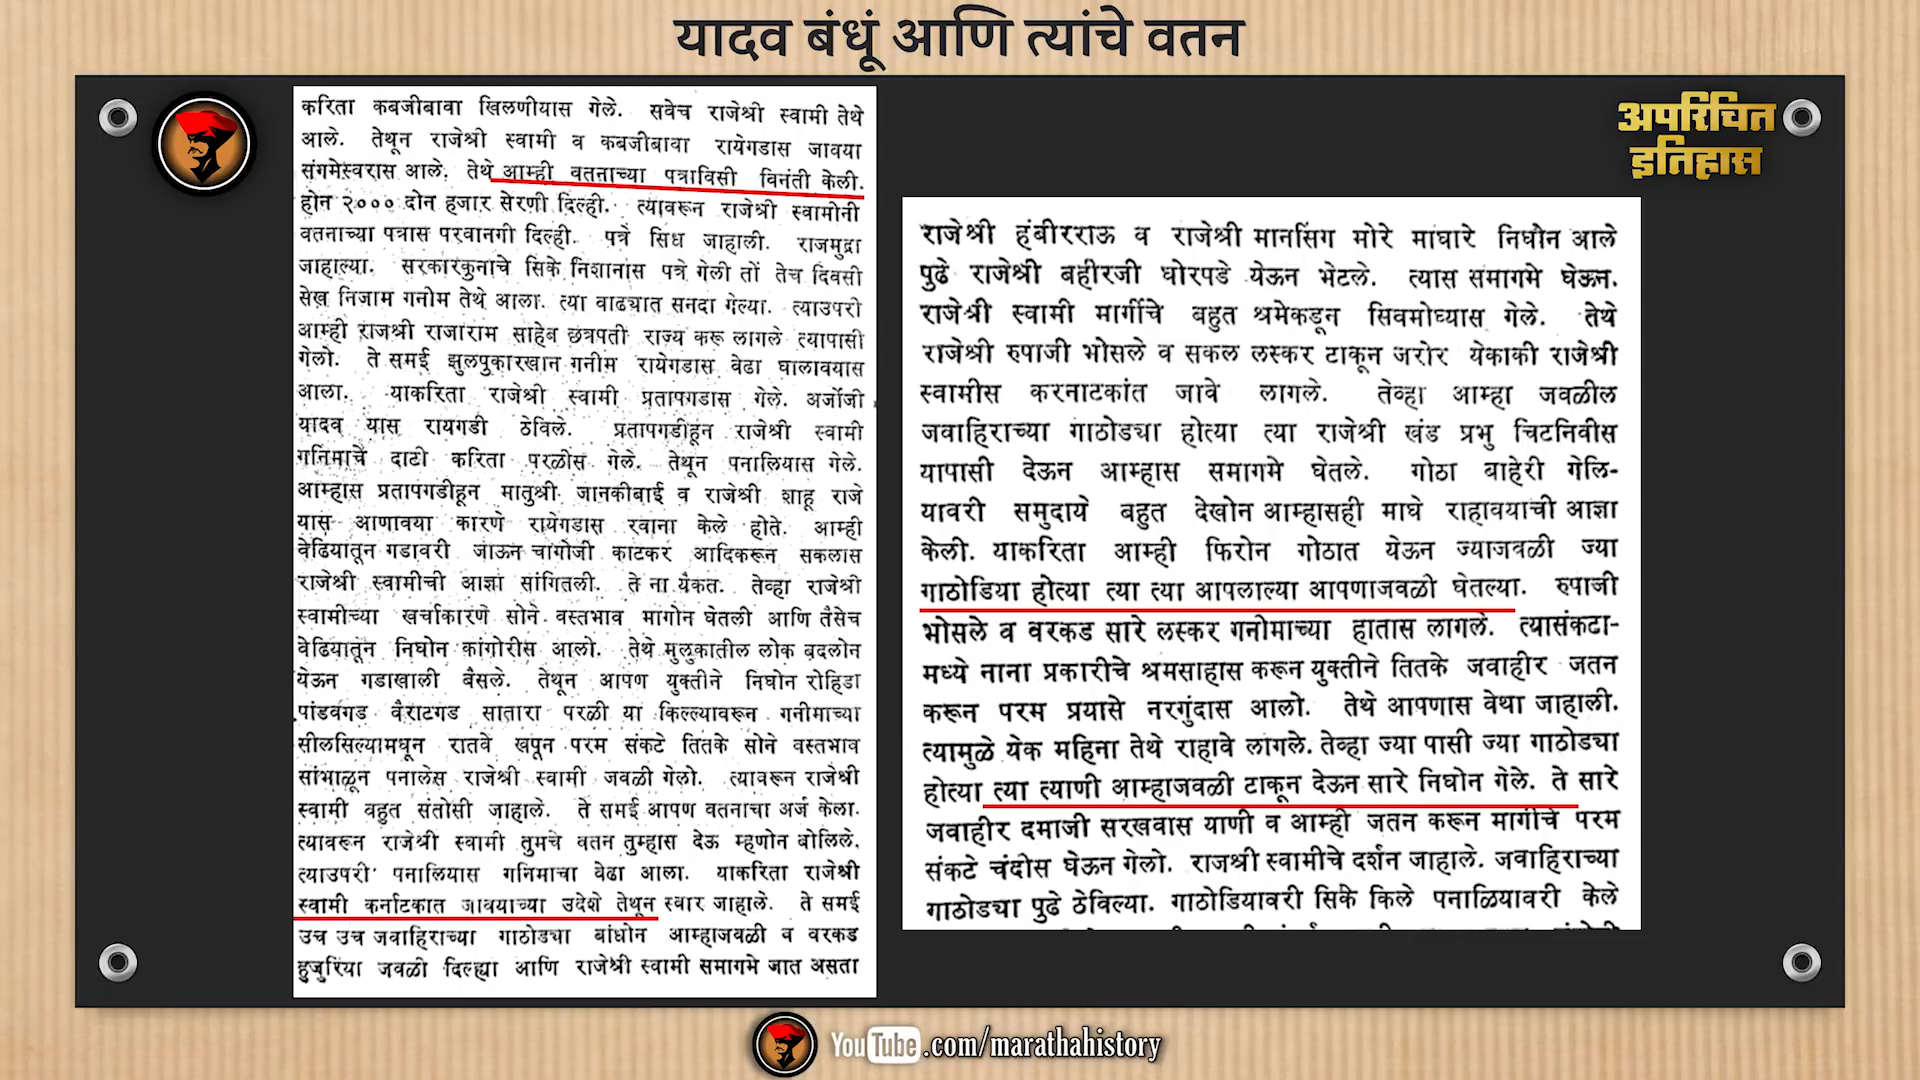 यादव बंधूं आणि त्यांचे वतन
अपरिचित
इतिहास
करिता कबजीबावा खिलणीयास गेले. सवेच राजेश्री स्वामी तेथे
आले. तेथून राजेश्री स्वामी व कबजीबावा रायेगडास जावया
संगमेस्वरास आले. तेथे आम्ही वतनाच्या पत्राविसी विनंती केली.
होन २००० दोन हजार सेरणी दिल्ही. त्यावरून राजेश्री स्वामीनी
वतनाच्या पत्रास परवानगी दिल्ही. पत्रे सिध जाहाली. राजमुद्रा
जाहाल्या. सरकारकुनाचे सिके निशानास पत्रे गेली तों तेच दिवसी
सेख निजाम गनीम तेथे आला. त्या वाढ्यात सनदा गेल्या. त्याउपरी
आम्ही राजश्री राजाराम साहेब छत्रपती राज्य करू लागले त्यापासी
गेलो. ते समई झुलपुकारखान गनीम रायेगडास वेढा घालावयास
आला. याकरिता राजेश्री स्वामी प्रतापगडास गेले. अर्जोजी
यादव यास रायगडी ठेविले. प्रतापगडीहून राजेश्री स्वामी
गनिमाचे दाटी करिता परळीस गेले. तेथून पनालियास गेले.
आम्हास प्रतापगडीहून मातुश्री जानकीबाई व राजेश्री शाहू राजे
यास आणावया कारणे रायेगडास रवाना केले होते. आम्ही
वेढियातून गडावरी जाऊन चांगोजी काटकर आदिकरून सकलास
राजेश्री स्वामीची आज्ञा सांगितली. ते ना यैकत. तेव्हा राजेश्री
स्वामीच्या खर्चाकारणे सोने वस्तभाव मागोन घेतली आणि तैसेच
वेढियातून निघोन कांगोरीस आलो. तेथे मुलुकातील लोक बदलोन
येऊन गडाखाली बैसले. तेथून आपण युक्तीने निघोन रोहिडा
पांडवगड वैराटगड सातारा परळी या किल्ल्यावरून गनीमाच्या
सीलसिल्यामधून रातवे खपून परम संकटे तितके सोने वस्तभाव
सांभाळून पनालेस राजेश्री स्वामी जवळी गेलो. त्यावरून राजेश्री
स्वामी वहुत संतोसी जाहाले. ते समई आपण वतनाचा अर्ज केला.
त्यावरून राजेश्री स्वामी तुमचे वतन तुम्हास देऊ म्हणोन बोलिले.
त्याउपरी पनालियास गनिमाचा वेढा आला. याकरिता राजेश्री
स्वामी कर्नाटकात जावयाच्या उदेशे तेथून स्वार जाहाले. ते समई
उच उच जवाहिराच्या गाठोड्या बांधोन आम्हाजवळी व वरकड
हुजुरिया जवळी दिल्ह्या आणि राजेश्री स्वामी समागमे जात असता
राजेश्री हंबीरराऊ व राजेश्री मानसिंग मोरे माघारे निघोन आले
पुढे राजेश्री बहीरजी घोरपडे येऊन भेटले. त्यास समागमे घेऊन.
राजेश्री स्वामी मार्गीचे बहुत श्रमेकडून सिवमोघ्यास गेले. तेथे
राजेश्री रुपाजी भोसले व सकल लस्कर टाकून जरोर येकाकी राजेश्री
स्वामीस करनाटकांत जावे लागले. तेव्हा आम्हा जवळील
जवाहिराच्या गाठोड्या होत्या त्या राजेश्री खंड प्रभु चिटनिवीस
यापासी देऊन आम्हास समागमे घेतले. गोठा बाहेरी गेलि-
यावरी समुदाये बहुत देखोन आम्हासही माघे राहावयाची आज्ञा
केली. याकरिता आम्ही फिरोन गोठात येऊन ज्याजवळी ज्या
गाठोडिया होत्या त्या त्या आपलाल्या आपणाजवळी घेतल्या. रुपाजी
भोसले व वरकड सारे लस्कर गनीमाच्या हातास लागले. त्यासंकटा-
मध्ये नाना प्रकारीचे श्रमसाहास करून युक्तीने तितके जवाहीर जतन
करून परम प्रयासे नरगुंदास आलो. तेथे आपणास वेथा जाहाली.
त्यामुळे येक महिना तेथे राहावे लागले. तेव्हा ज्या पासी ज्या गाठोड्या
होत्या त्या त्याणी आम्हाजवळी टाकून देऊन सारे निघोन गेले. ते सारे
जवाहीर दमाजी सरखवास याणी व आम्ही जतन करून मार्गीचे परम
संकटे चंदोस घेऊन गेलो. राजश्री स्वामीचे दर्शन जाहाले. जवाहिराच्या
गाठोड्या पुढे ठेविल्या. गाठोडियावरी सिके किले पनाळियावरी केले
YouTube.com/marathahistory